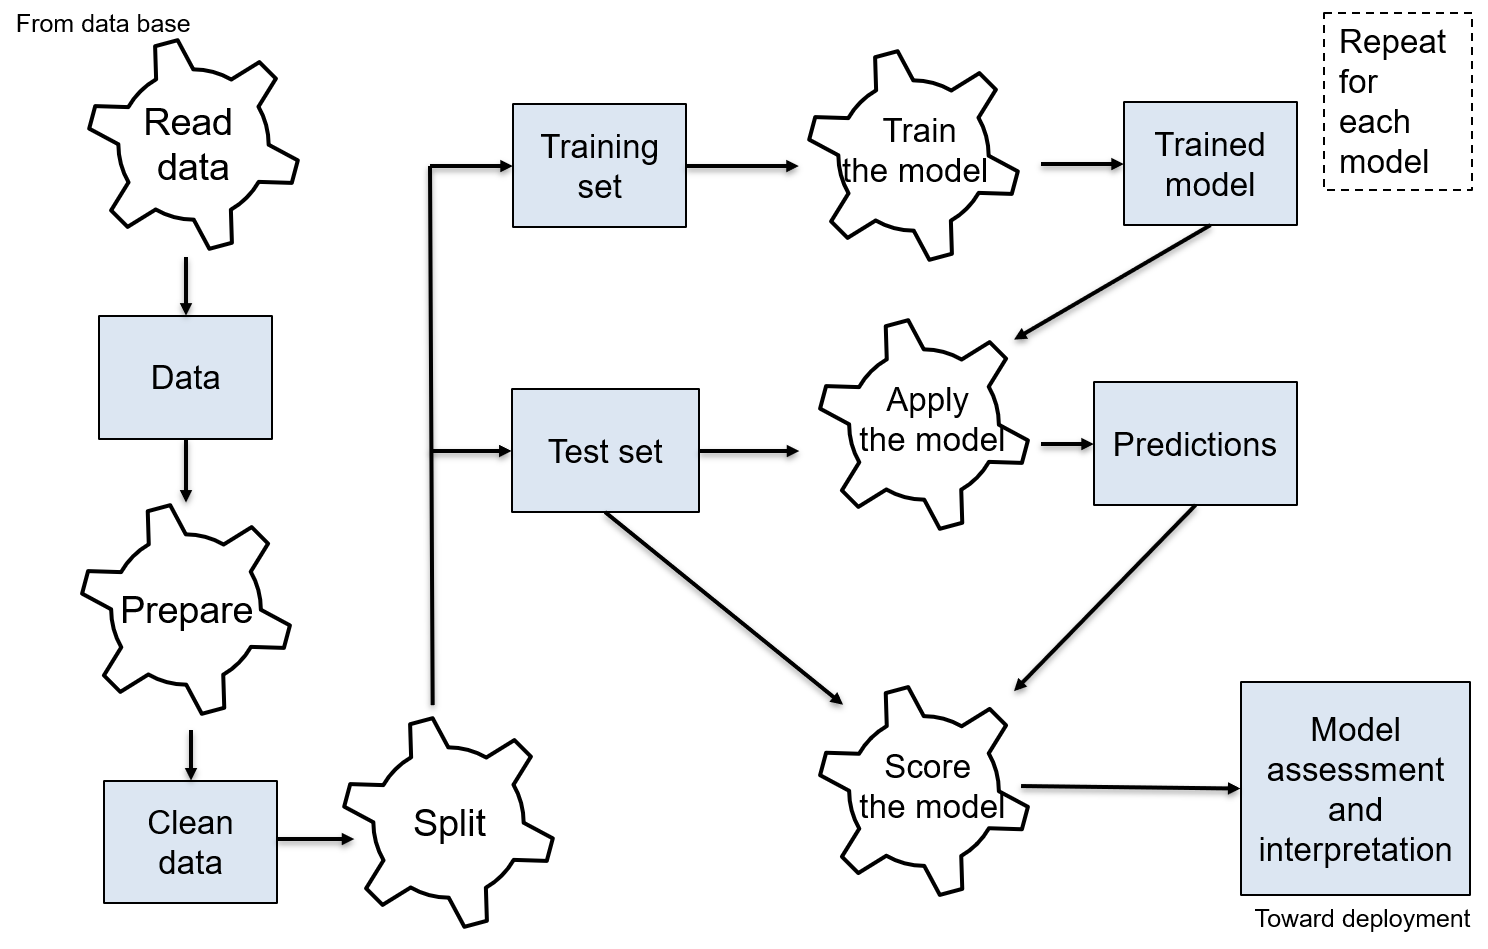 From data base
Read
data
Data
Prepare
Clean
data
Split
Training
set
Train
the model
Trained
model
Repeat
for
each
model
Test set
Apply
the model
Predictions
Score
the model
Model
assessment
and
interpretation
Toward deployment